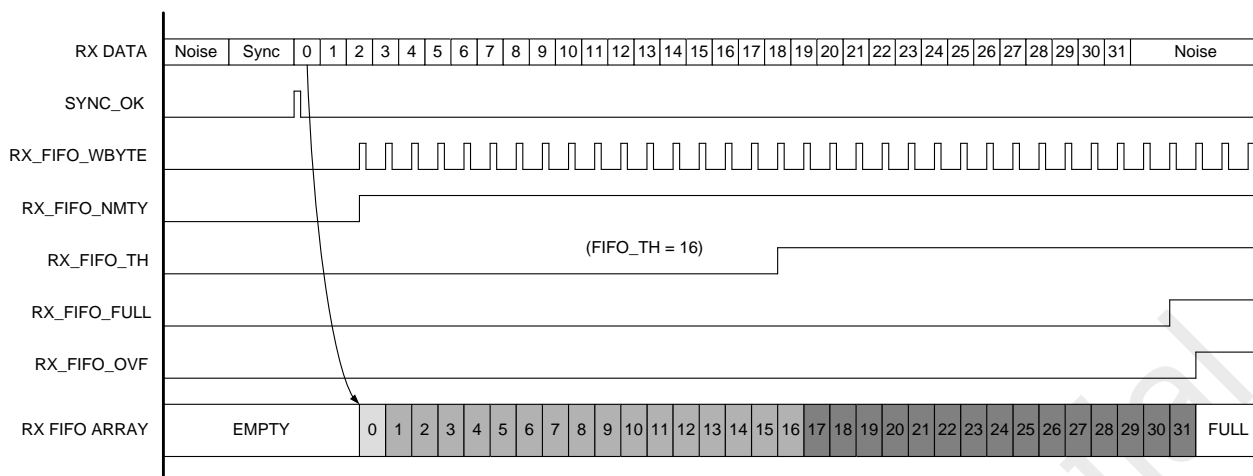 RX DATA Noise Sync 0 1 2 3 4 5 6 7 8 9 10 11 12 13 14 15 16 17 18 19 20 21 22 23 24 25 26 27 28 29 30 31 Noise
SYNC_OK
RX_FIFO_WBYTE
RX_FIFO_NMTY
RX_FIFO_TH (FIFO_TH = 16)
RX_FIFO_FULL
RX_FIFO_OVF
RX FIFO ARRAY EMPTY 0 1 2 3 4 5 6 7 8 9 10 11 12 13 14 15 16 17 18 19 20 21 22 23 24 25 26 27 28 29 30 31 FULL